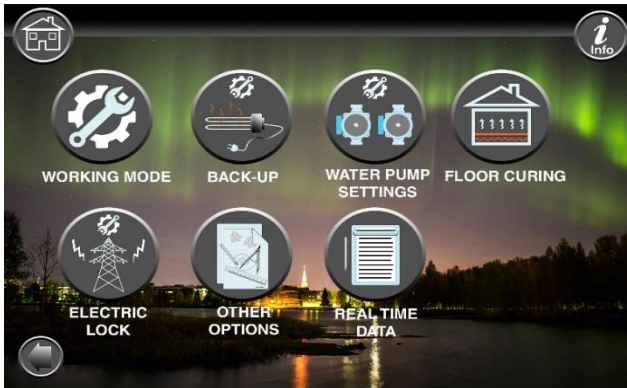 i
Info
WORKING MODE
BACK-UP
WATER PUMP
SETTINGS
FLOOR CURING
ELECTRIC
LOCK
OTHER
OPTIONS
REAL TIME
DATA